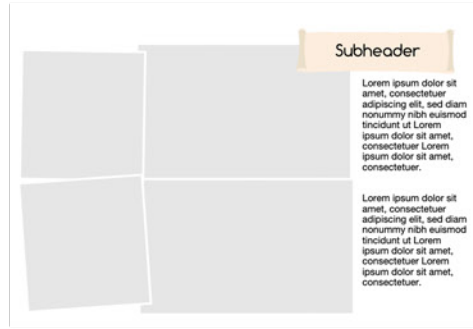 Subheader
Lorem ipsum dolor sit
amet, consectetuer
adipiscing elit, sed diam
nonummy nibh euismod
tincidunt ut Lorem
ipsum dolor sit amet,
consectetuer Lorem
ipsum dolor sit amet,
consectetuer.
Lorem ipsum dolor sit
amet, consectetuer
adipiscing elit, sed diam
nonummy nibh euismod
tincidunt ut Lorem
ipsum dolor sit amet,
consectetuer Lorem
ipsum dolor sit amet,
consectetuer.